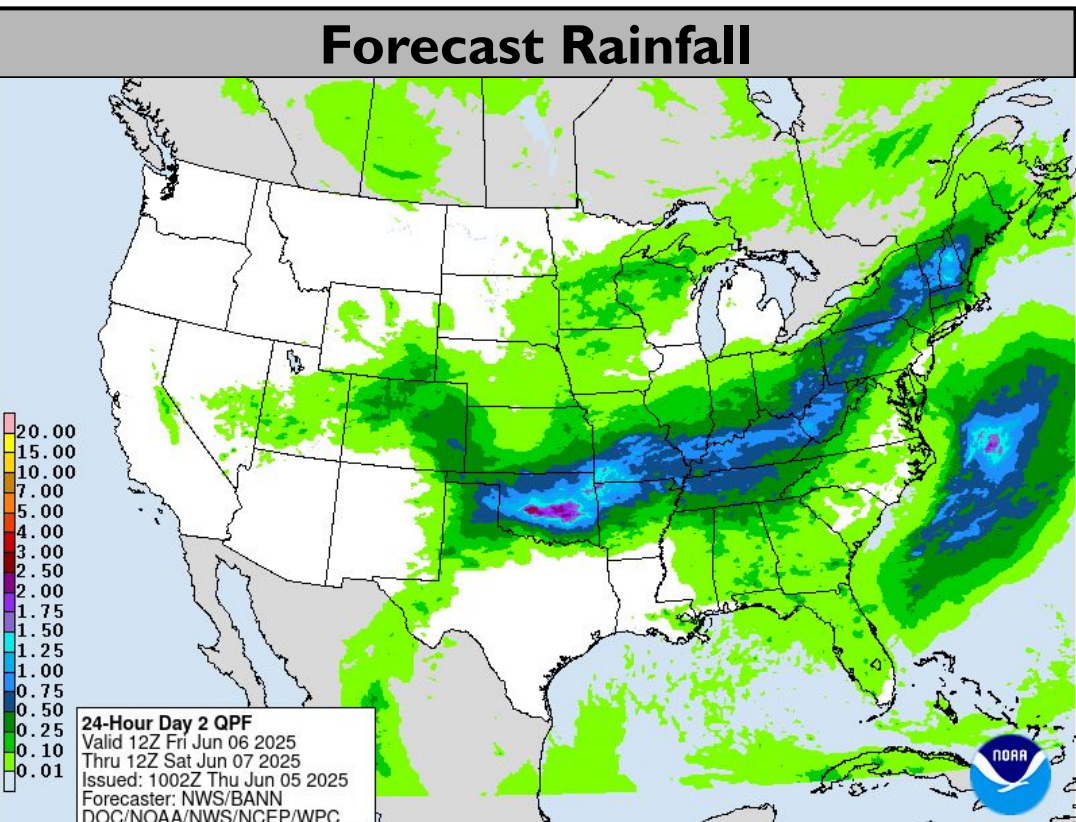 Forecast Rainfall
20.00
15.00
10.00
7.00
5.00
4.00
3.00
2.50
2.00
1.75
1.50
1.25
1.00
0.75
0.50
0.25
0.10
0.01
24-Hour Day 2 QPF
Valid 12Z Fri Jun 06 2025
Thru 12Z Sat Jun 07 2025
Issued: 1002Z Thu Jun 05 2025
Forecaster: NWS/BANN
DOC/NOAA/NWS/NCEP/WPC
NOAA